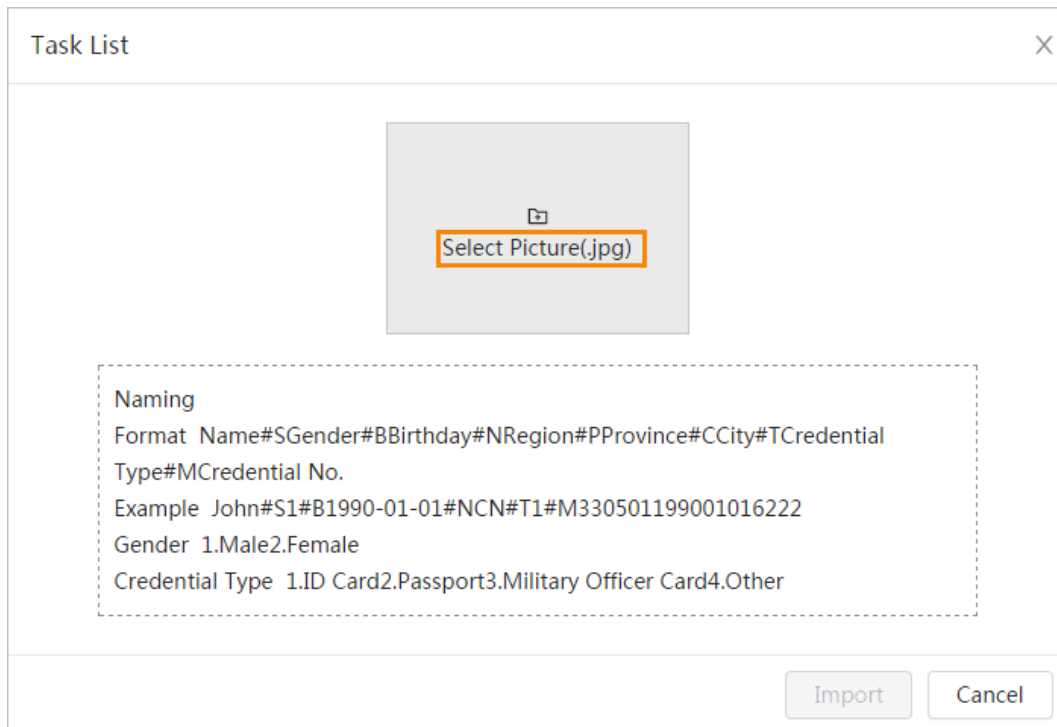 Task List
Select Picture(.jpg)
Naming
Format  Name#SGender#BBirthday#NRegion#PProvince#CCity#TCredential
Type#MCredential No.
Example  John#S1#B1990-01-01#NCN#T1#M330501199001016222
Gender  1.Male2.Female
Credential Type  1.ID Card2.Passport3.Military Officer Card4.Other
Import Cancel